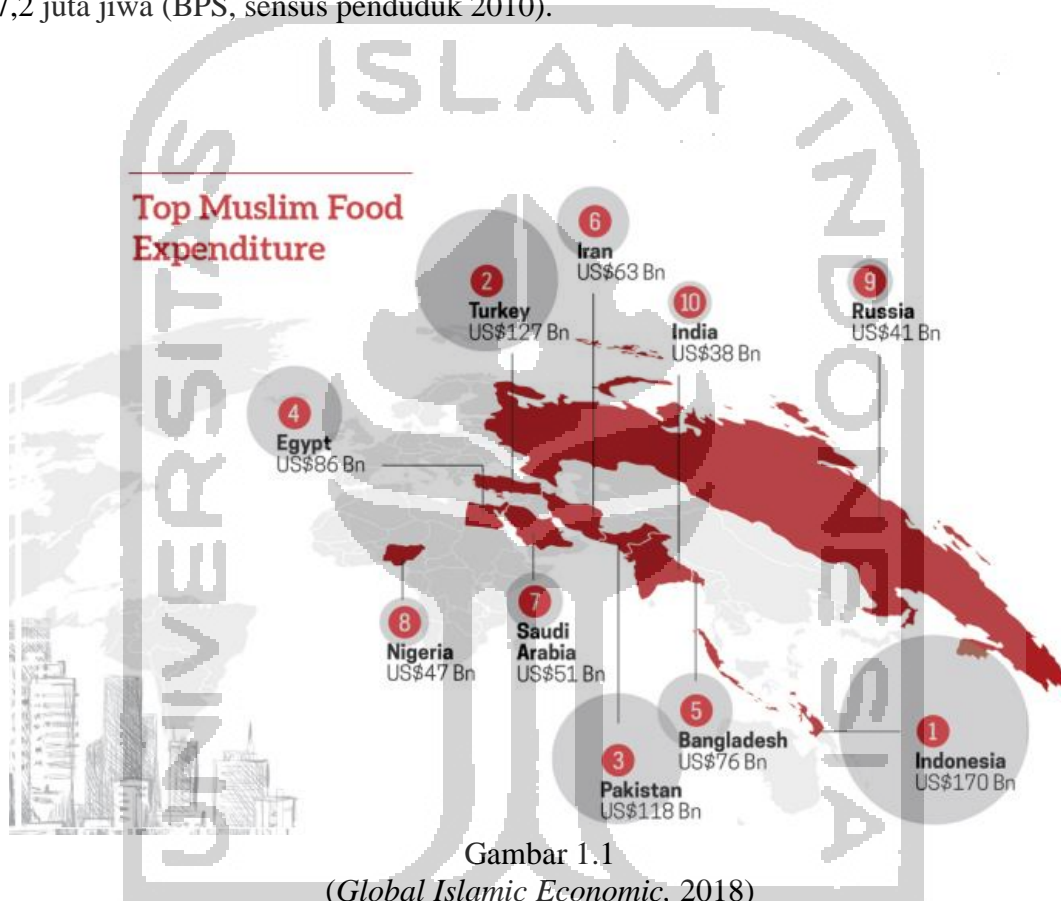 7,2 juta jiwa (BPS, sensus penduduk 2010).
ISLAM
UNIVERSITAS
INDONESIA
Top Muslim Food
Expenditure
6
Iran
US$63 Bn
2
Turkey
US$127 Bn
9
Russia
US$41 Bn
10
India
US$38 Bn
4
Egypt
US$86 Bn
8
Nigeria
US$47 Bn
7
Saudi
Arabia
US$51 Bn
5
Bangladesh
US$76 Bn
3
Pakistan
US$118 Bn
1
Indonesia
US$170 Bn
Gambar 1.1
(Global Islamic Economic. 2018)